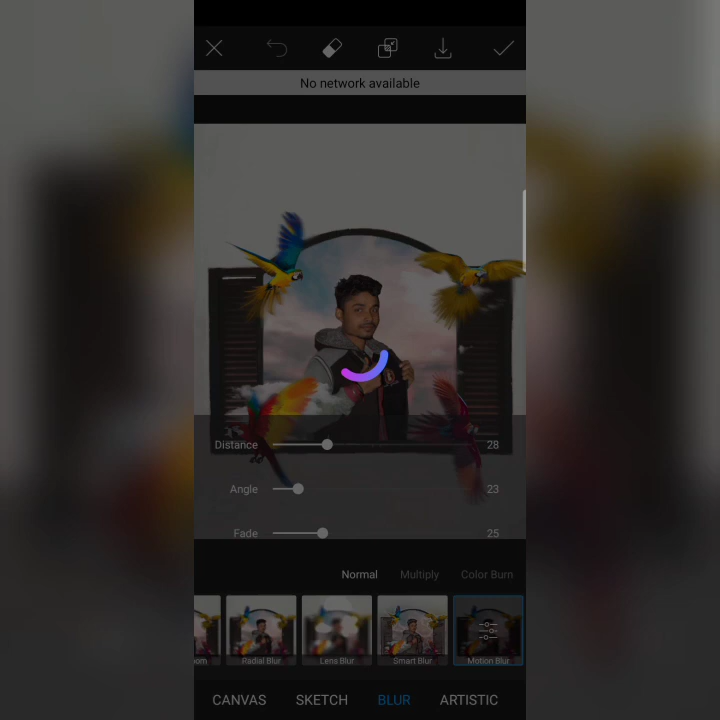 No network available
Distance 28
Angle 23
Fade 25
Normal Multiply Color Burn
oom Radial Blur Lens Blur Smart Blur Motion Blur
CANVAS SKETCH BLUR ARTISTIC